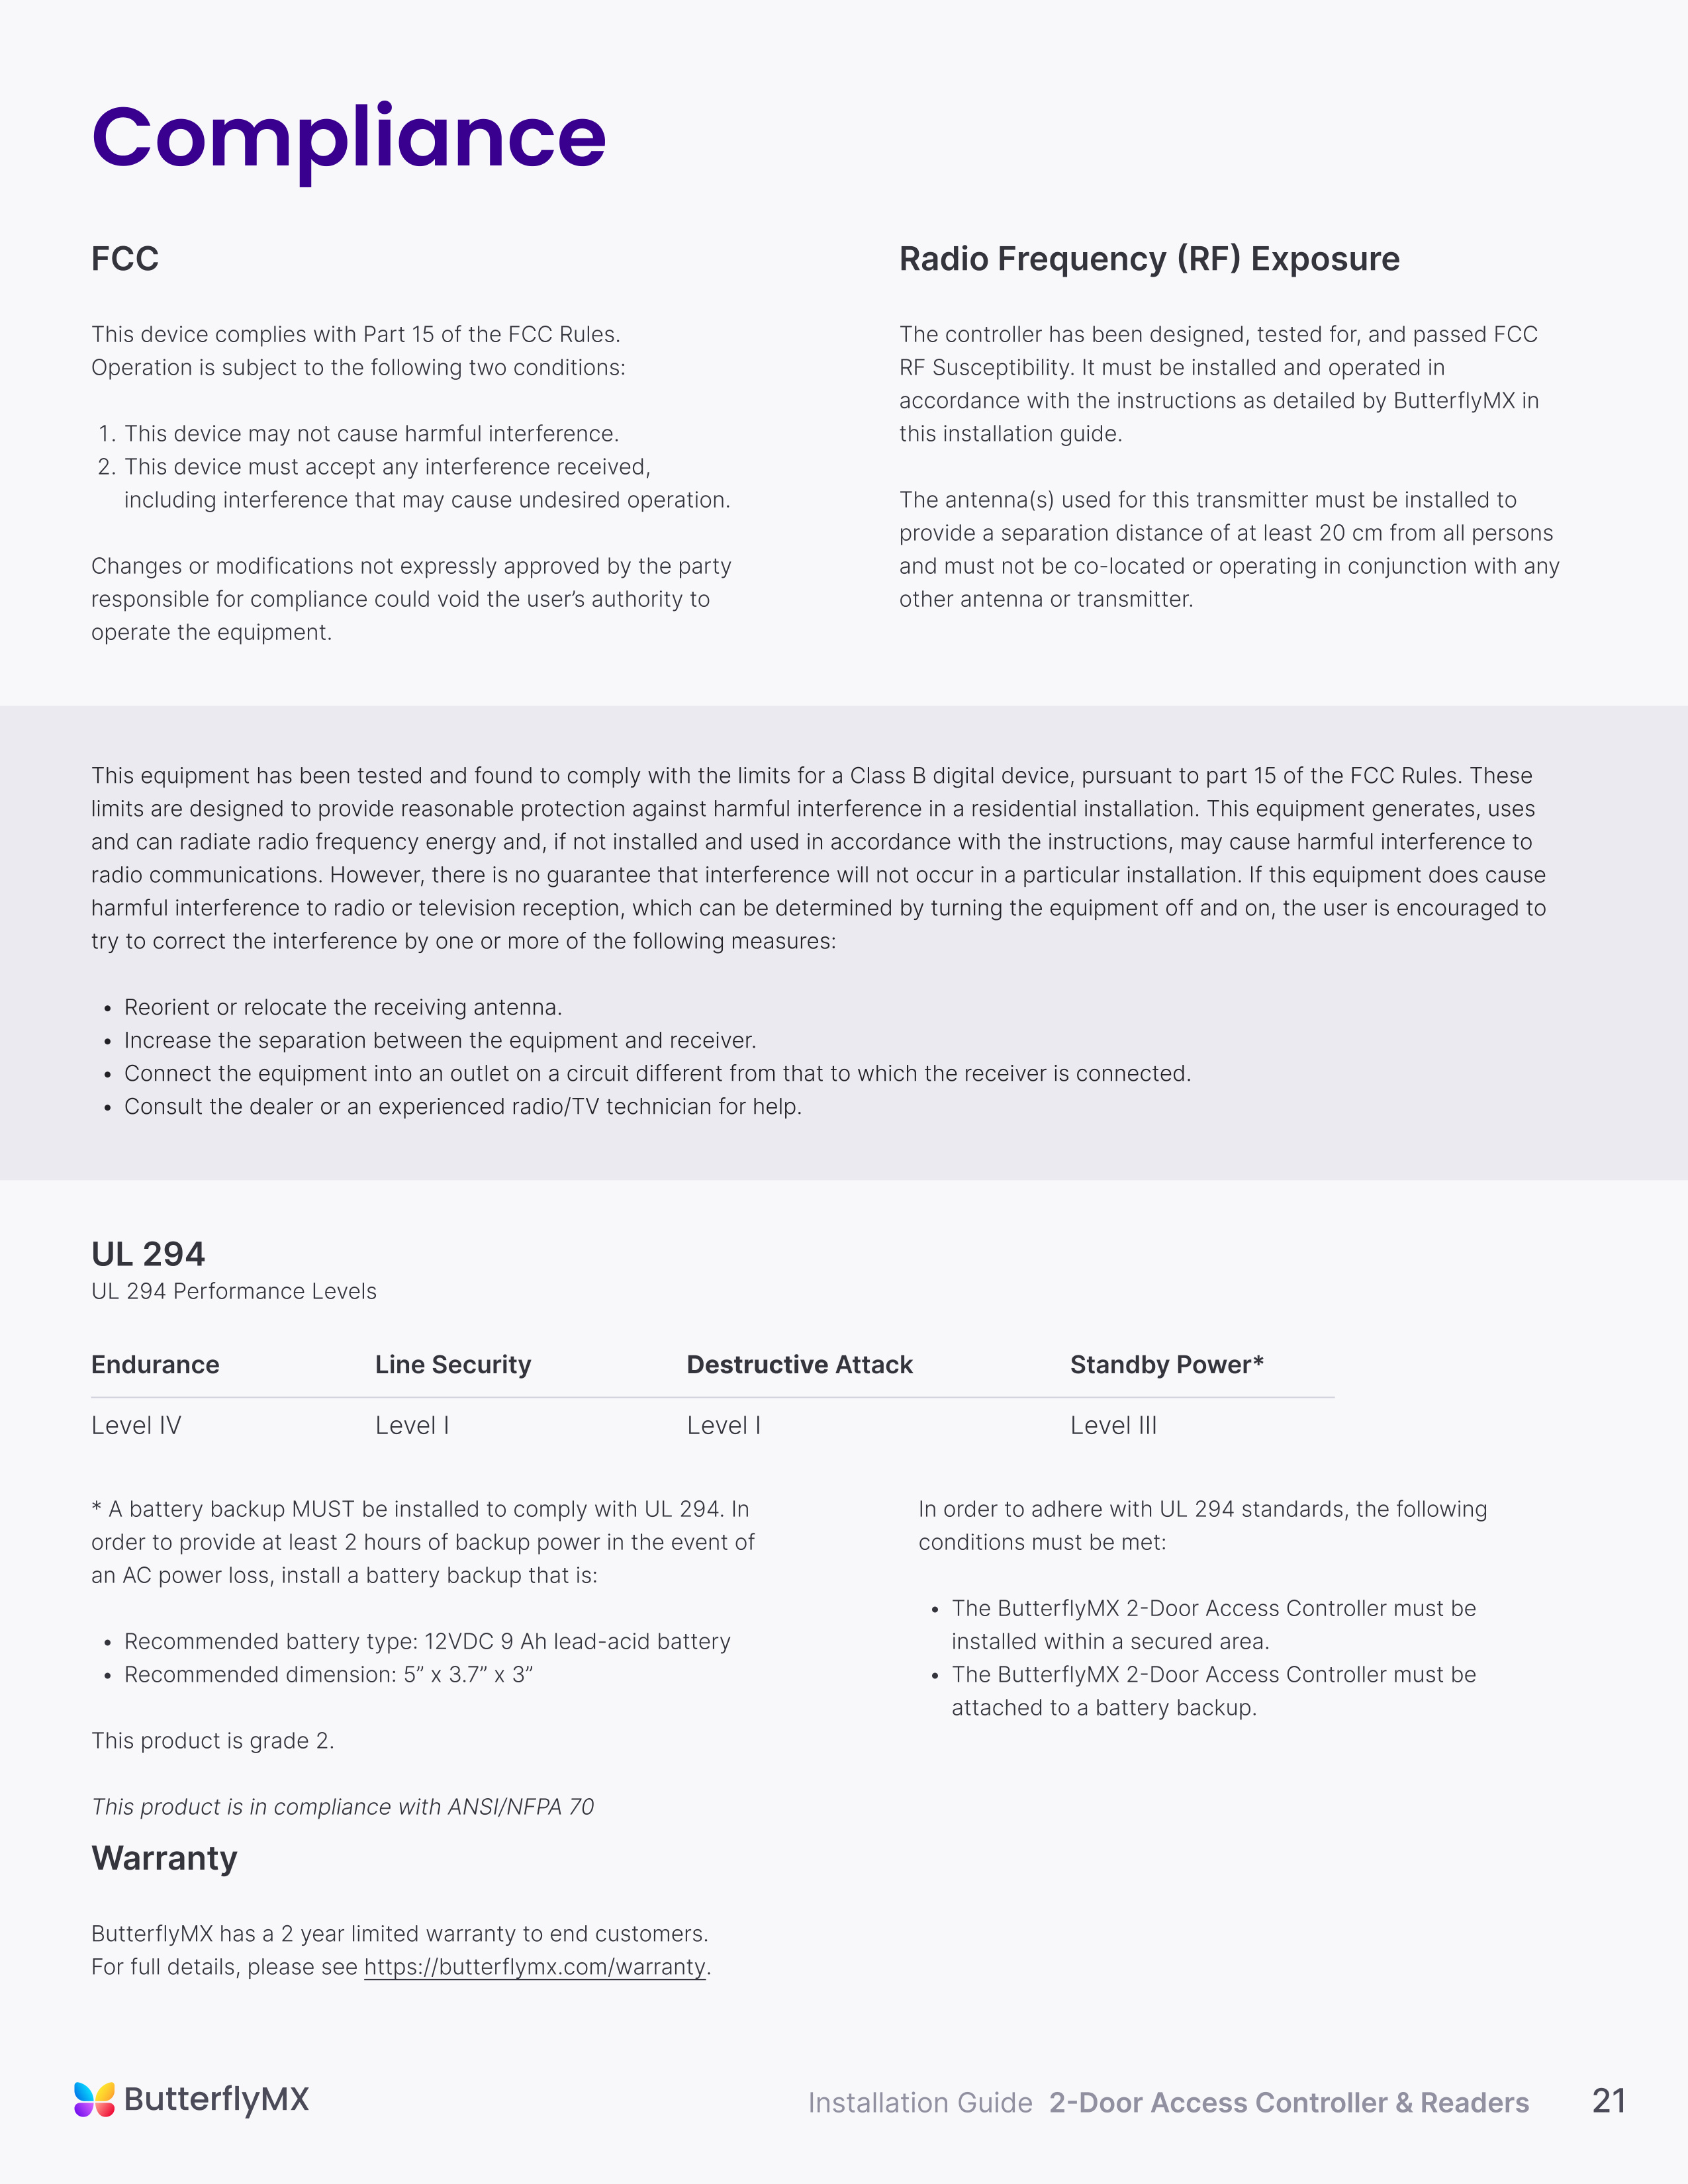 Compliance
FCC
This device complies with Part 15 of the FCC Rules.
Operation is subject to the following two conditions:
1. This device may not cause harmful interference.
2. This device must accept any interference received,
including interference that may cause undesired operation.
Changes or modifications not expressly approved by the party
responsible for compliance could void the user’s authority to
operate the equipment.
Radio Frequency (RF) Exposure
The controller has been designed, tested for, and passed FCC
RF Susceptibility. It must be installed and operated in
accordance with the instructions as detailed by ButterflyMX in
this installation guide.
The antenna(s) used for this transmitter must be installed to
provide a separation distance of at least 20 cm from all persons
and must not be co-located or operating in conjunction with any
other antenna or transmitter.
This equipment has been tested and found to comply with the limits for a Class B digital device, pursuant to part 15 of the FCC Rules. These
limits are designed to provide reasonable protection against harmful interference in a residential installation. This equipment generates, uses
and can radiate radio frequency energy and, if not installed and used in accordance with the instructions, may cause harmful interference to
radio communications. However, there is no guarantee that interference will not occur in a particular installation. If this equipment does cause
harmful interference to radio or television reception, which can be determined by turning the equipment off and on, the user is encouraged to
try to correct the interference by one or more of the following measures:
• Reorient or relocate the receiving antenna.
• Increase the separation between the equipment and receiver.
• Connect the equipment into an outlet on a circuit different from that to which the receiver is connected.
• Consult the dealer or an experienced radio/TV technician for help.
UL 294
UL 294 Performance Levels
Endurance Line Security Destructive Attack Standby Power*
Level IV Level I Level I Level III
* A battery backup MUST be installed to comply with UL 294. In
order to provide at least 2 hours of backup power in the event of
an AC power loss, install a battery backup that is:
• Recommended battery type: 12VDC 9 Ah lead-acid battery
• Recommended dimension: 5” x 3.7” x 3”
This product is grade 2.
This product is in compliance with ANSI/NFPA 70
In order to adhere with UL 294 standards, the following
conditions must be met:
• The ButterflyMX 2-Door Access Controller must be
installed within a secured area.
• The ButterflyMX 2-Door Access Controller must be
attached to a battery backup.
Warranty
ButterflyMX has a 2 year limited warranty to end customers.
For full details, please see https://butterflymx.com/warranty.
ButterflyMX
Installation Guide 2-Door Access Controller & Readers 21